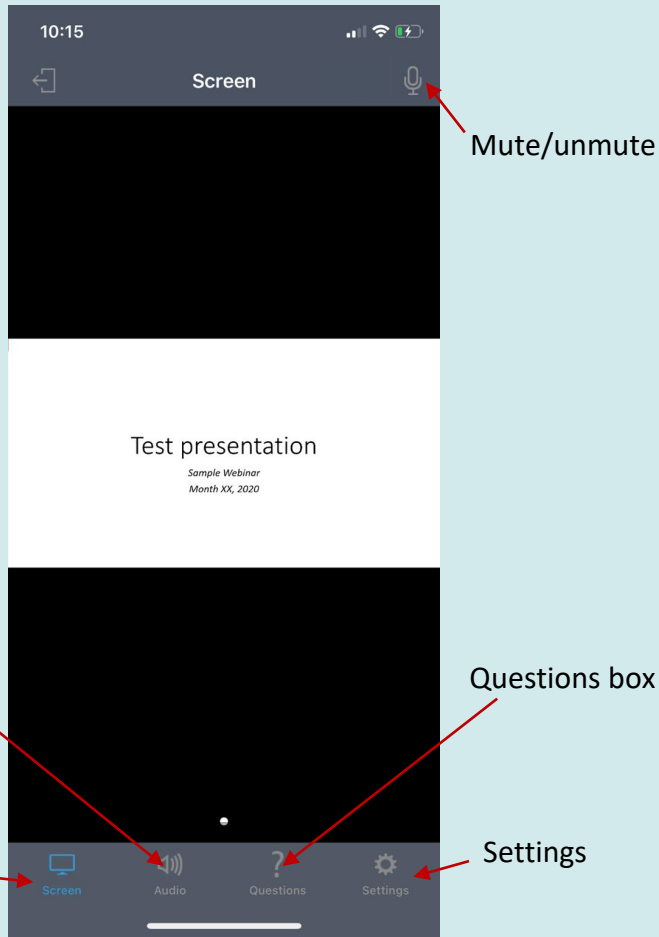 10:15
Screen
Mute/unmute
Test presentation
Sample Webinar
Month XX, 2020
Questions box
Settings
Screen
Audio
? Questions
Settings